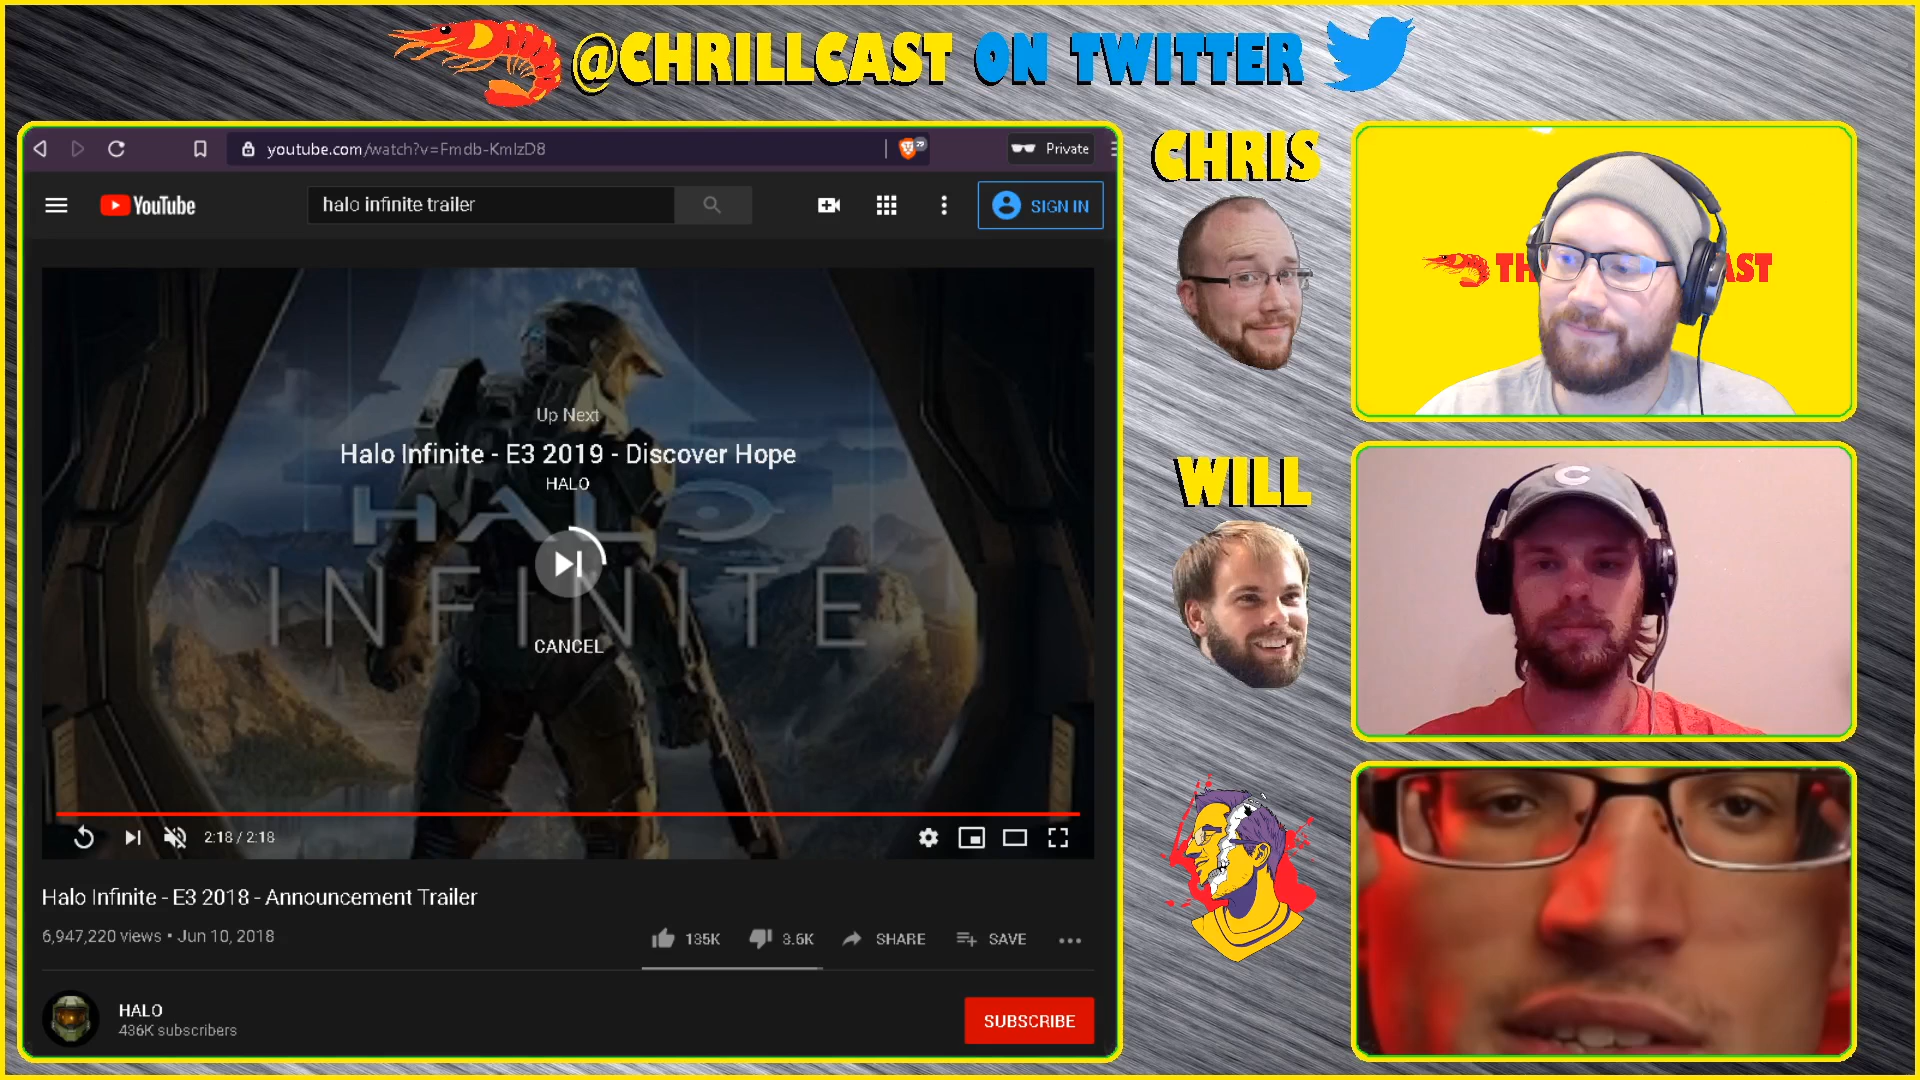 @CHRILLCAST ON TWITTER
youtube.com/watch?v=Fmdb-KmlzD8
Private
YouTube
halo infinite trailer
SIGN IN
Up Next
Halo Infinite - E3 2019 - Discover Hope
HALO
HALO
INFINITE
CANCEL
2:18 / 2:18
Halo Infinite - E3 2018 - Announcement Trailer
6,947,220 views • Jun 10, 2018
135K
3.6K
SHARE
SAVE
HALO
436K subscribers
SUBSCRIBE
CHRIS
TH
AST
WILL
C